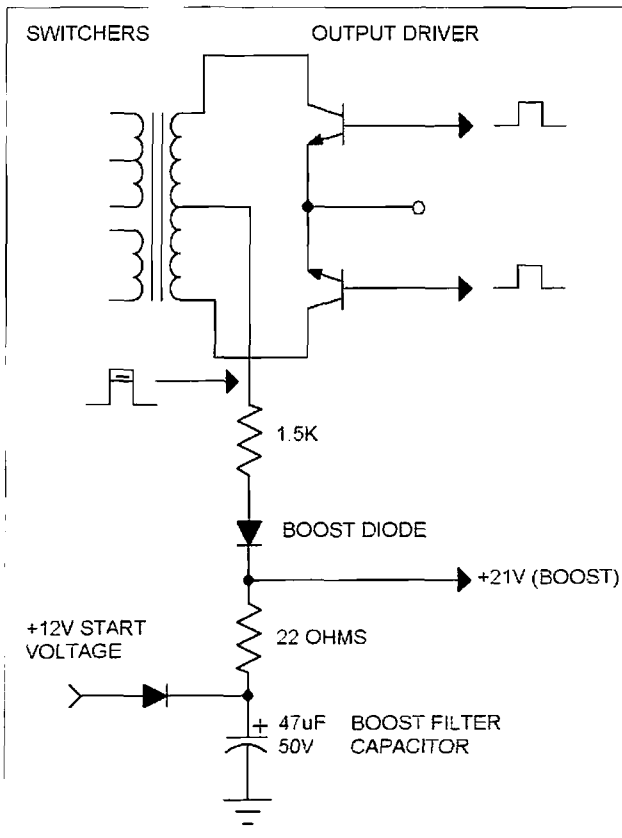 SWITCHERS
OUTPUT DRIVER
1.5K
BOOST DIODE
+21V (BOOST)
22 OHMS
+12V START
VOLTAGE
+ 47uF BOOST FILTER
50V CAPACITOR